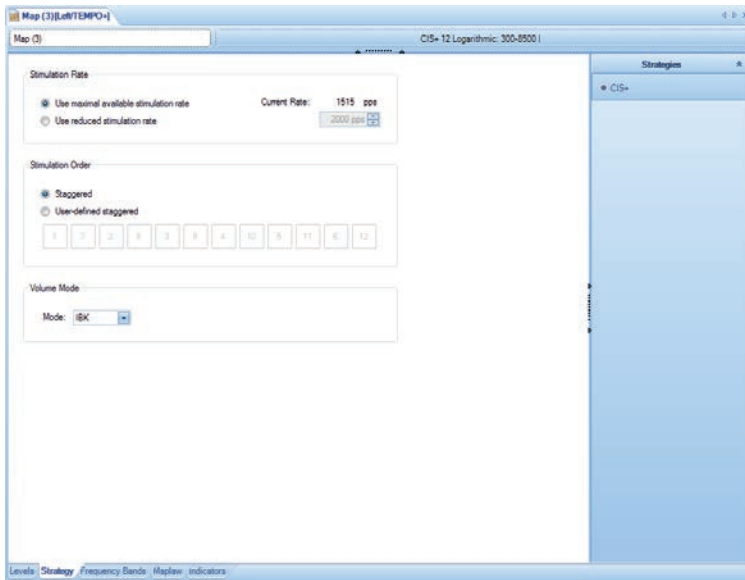 Map (3)[Left/TEMPO+]
Map (3)
CIS+ 12 Logarithmic: 300-8500 |
Strategies
CIS+
Stimulation Rate
Use maximal available stimulation rate
Current Rate: 1515 pps
Use reduced stimulation rate
2000 pps
Stimulation Order
Staggered
User-defined staggered
1 7 2 8 3 9 4 10 5 11 6 12
Volume Mode
Mode: IBK
Levels Strategy Frequency Bands Maplaw Indicators